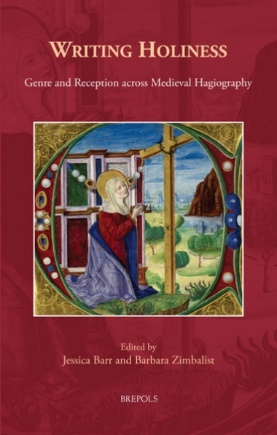 WRITING HOLINESS
Genre and Reception across Medieval Hagiography
Edited by
Jessica Barr and Barbara Zimbalist
BREPOLS